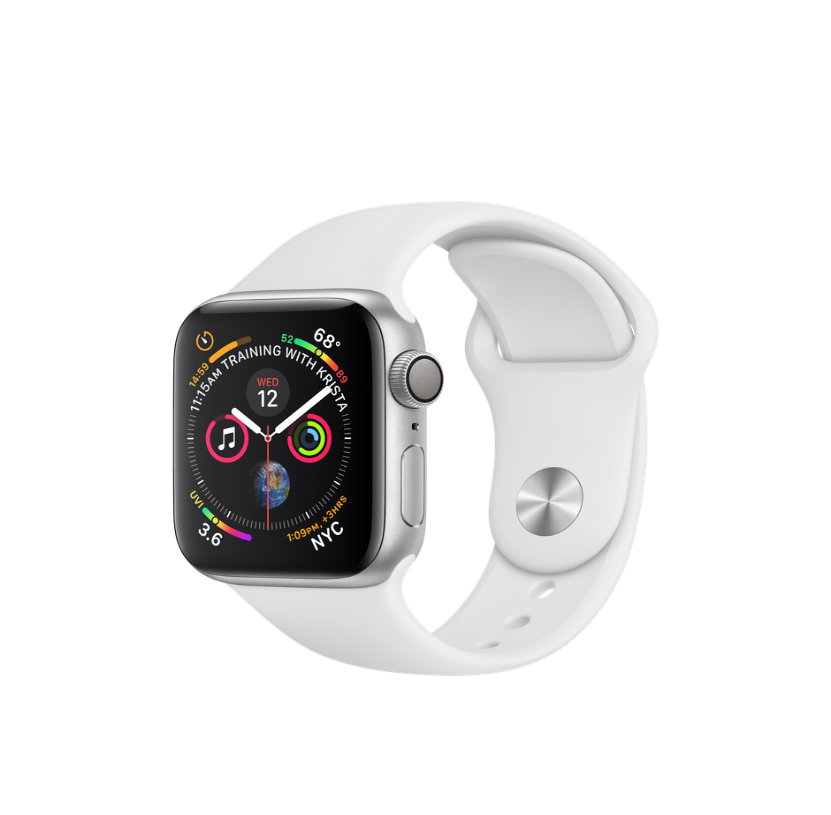 68°
52
89
14:59
11:15AM TRAINING WITH KRISTA
WED
12
UVI
3.6
1:09PM, +3HRS
NYC